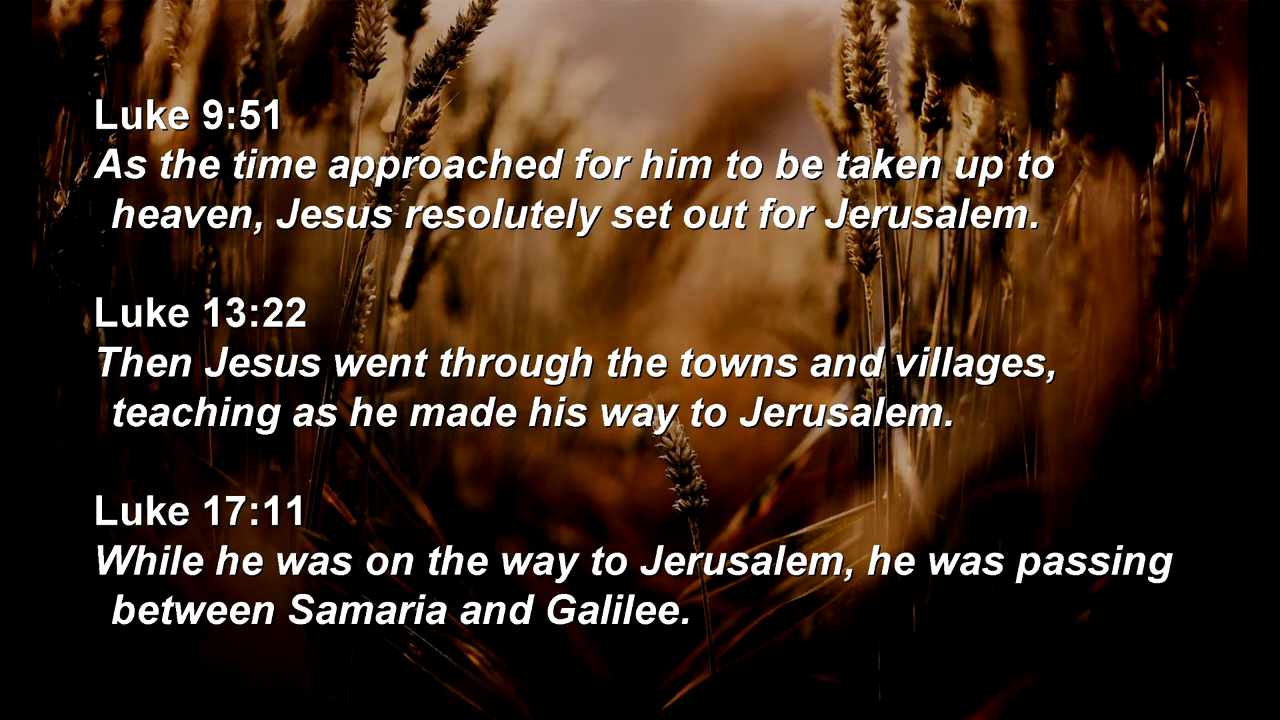 Luke 9:51
As the time approached for him to be taken up to
heaven, Jesus resolutely set out for Jerusalem.
Luke 13:22
Then Jesus went through the towns and villages,
teaching as he made his way to Jerusalem.
Luke 17:11
While he was on the way to Jerusalem, he was passing
between Samaria and Galilee.